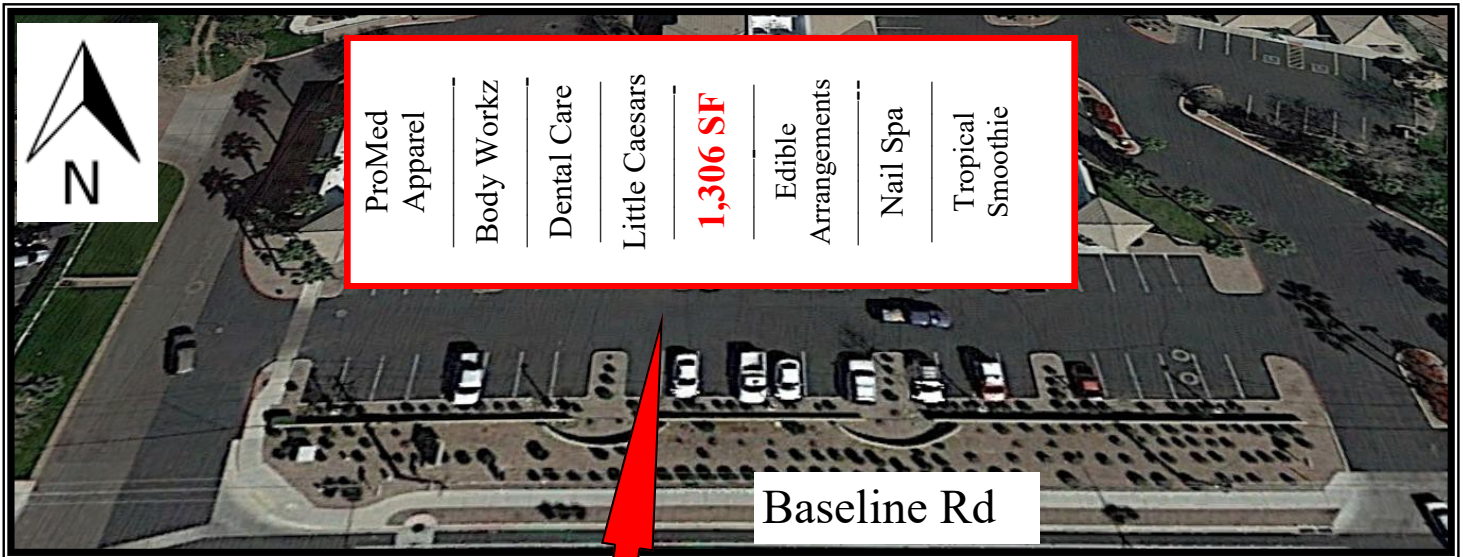 N
ProMed
Apparel
Body Workz
Dental Care
Little Caesars
1,306 SF
Edible
Arrangements
Nail Spa
Tropical
Smoothie
Baseline Rd